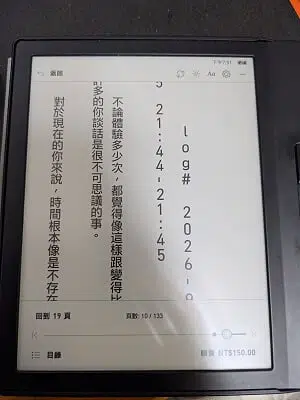 下午7:51
返回
Aa
log# 2026-
5 21:44-21:45
不論體驗多少次，都覺得像這樣跟變得比
許多的你談話是很不可思議的事。
對於現在的你來說，時間根本像是不存在
回到 19 頁
頁數: 10 / 133
目錄
購買 NT$150.00